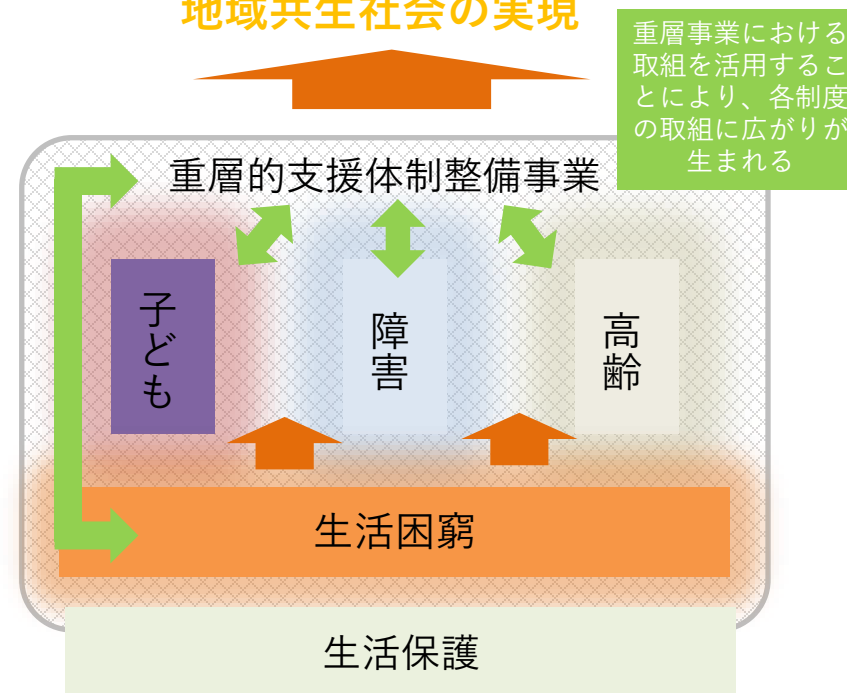 地域共生社会の実現
重層事業における
取組を活用するこ
とにより、各制度
の取組に広がりが
生まれる
重層的支援体制整備事業
子ども
障害
高齢
生活困窮
生活保護